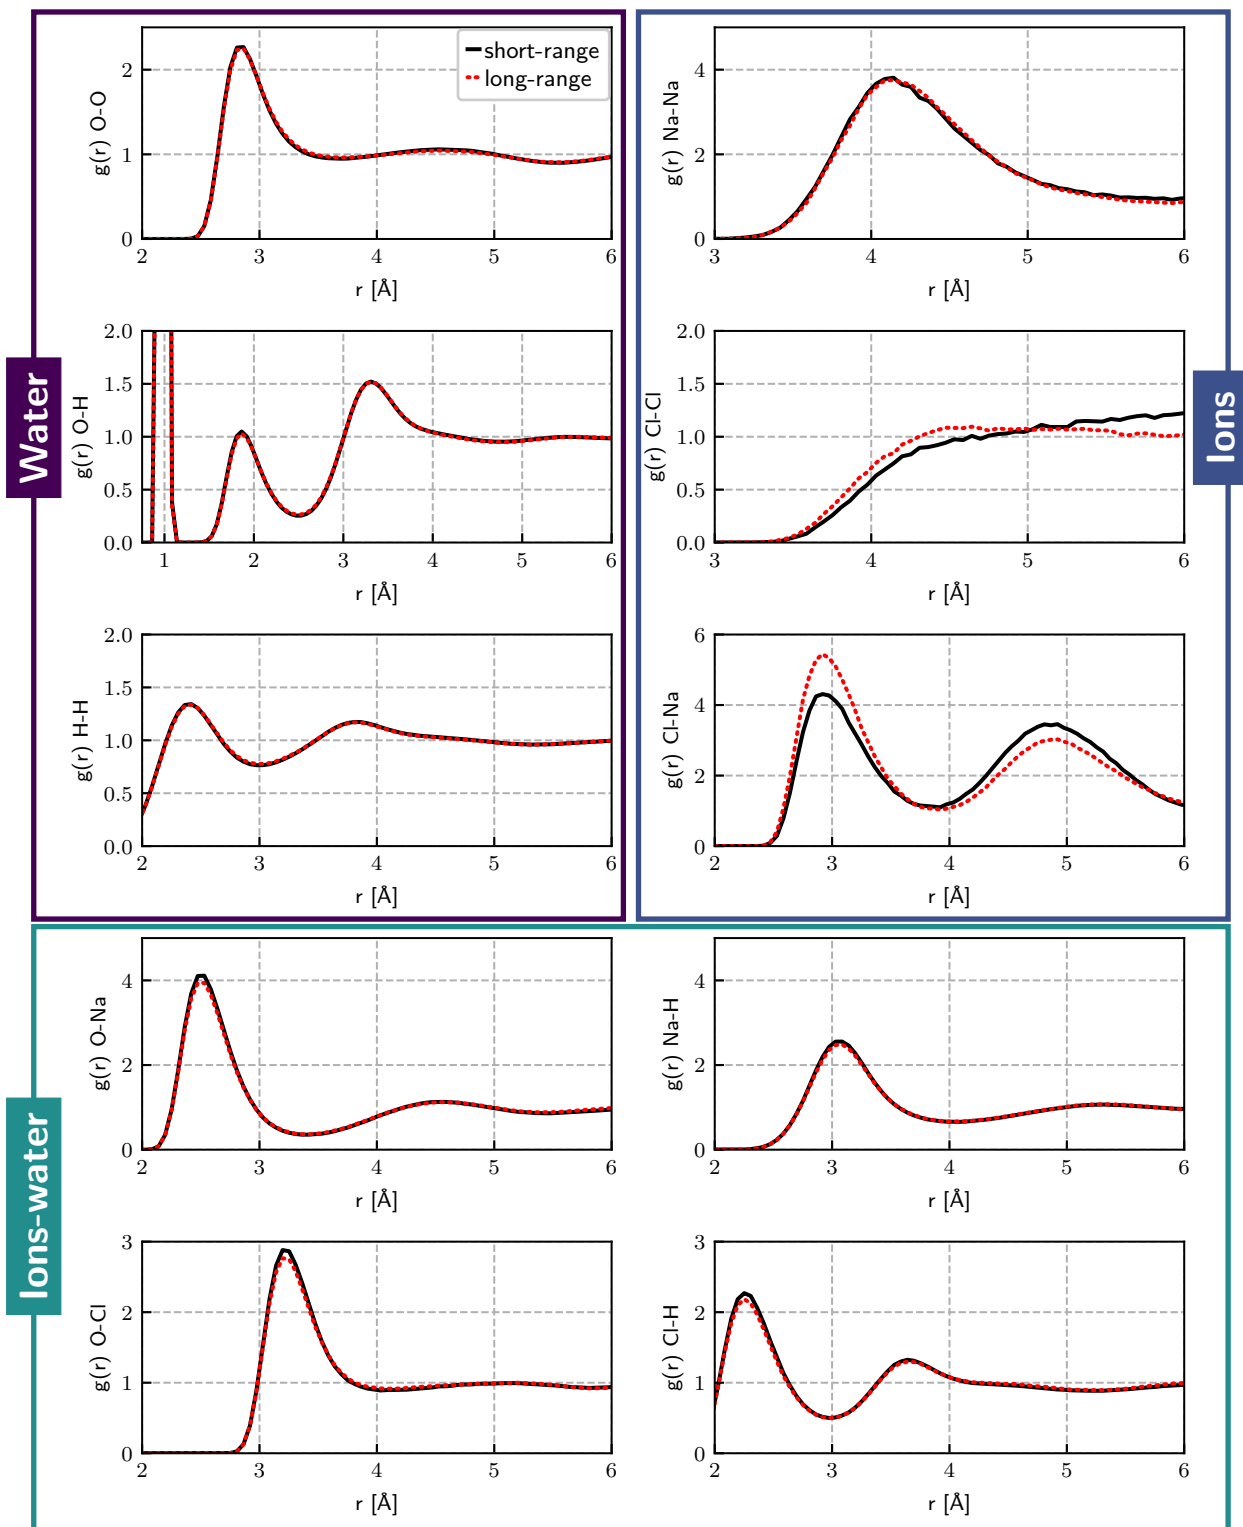 Water
g(r) O-O
2
1
0
short-range
long-range
2 3 4 5 6
r [Å]
g(r) O-H
2.0
1.5
1.0
0.5
0.0
1 2 3 4 5 6
r [Å]
g(r) H-H
2.0
1.5
1.0
0.5
0.0
2 3 4 5 6
r [Å]
Ions
g(r) Na-Na
4
2
0
3 4 5 6
r [Å]
g(r) Cl-Cl
2.0
1.5
1.0
0.5
0.0
3 4 5 6
r [Å]
g(r) Cl-Na
6
4
2
0
2 3 4 5 6
r [Å]
Ions-water
g(r) O-Na
4
2
0
2 3 4 5 6
r [Å]
g(r) Na-H
4
2
0
2 3 4 5 6
r [Å]
g(r) O-Cl
3
2
1
0
2 3 4 5 6
r [Å]
g(r) Cl-H
3
2
1
0
2 3 4 5 6
r [Å]